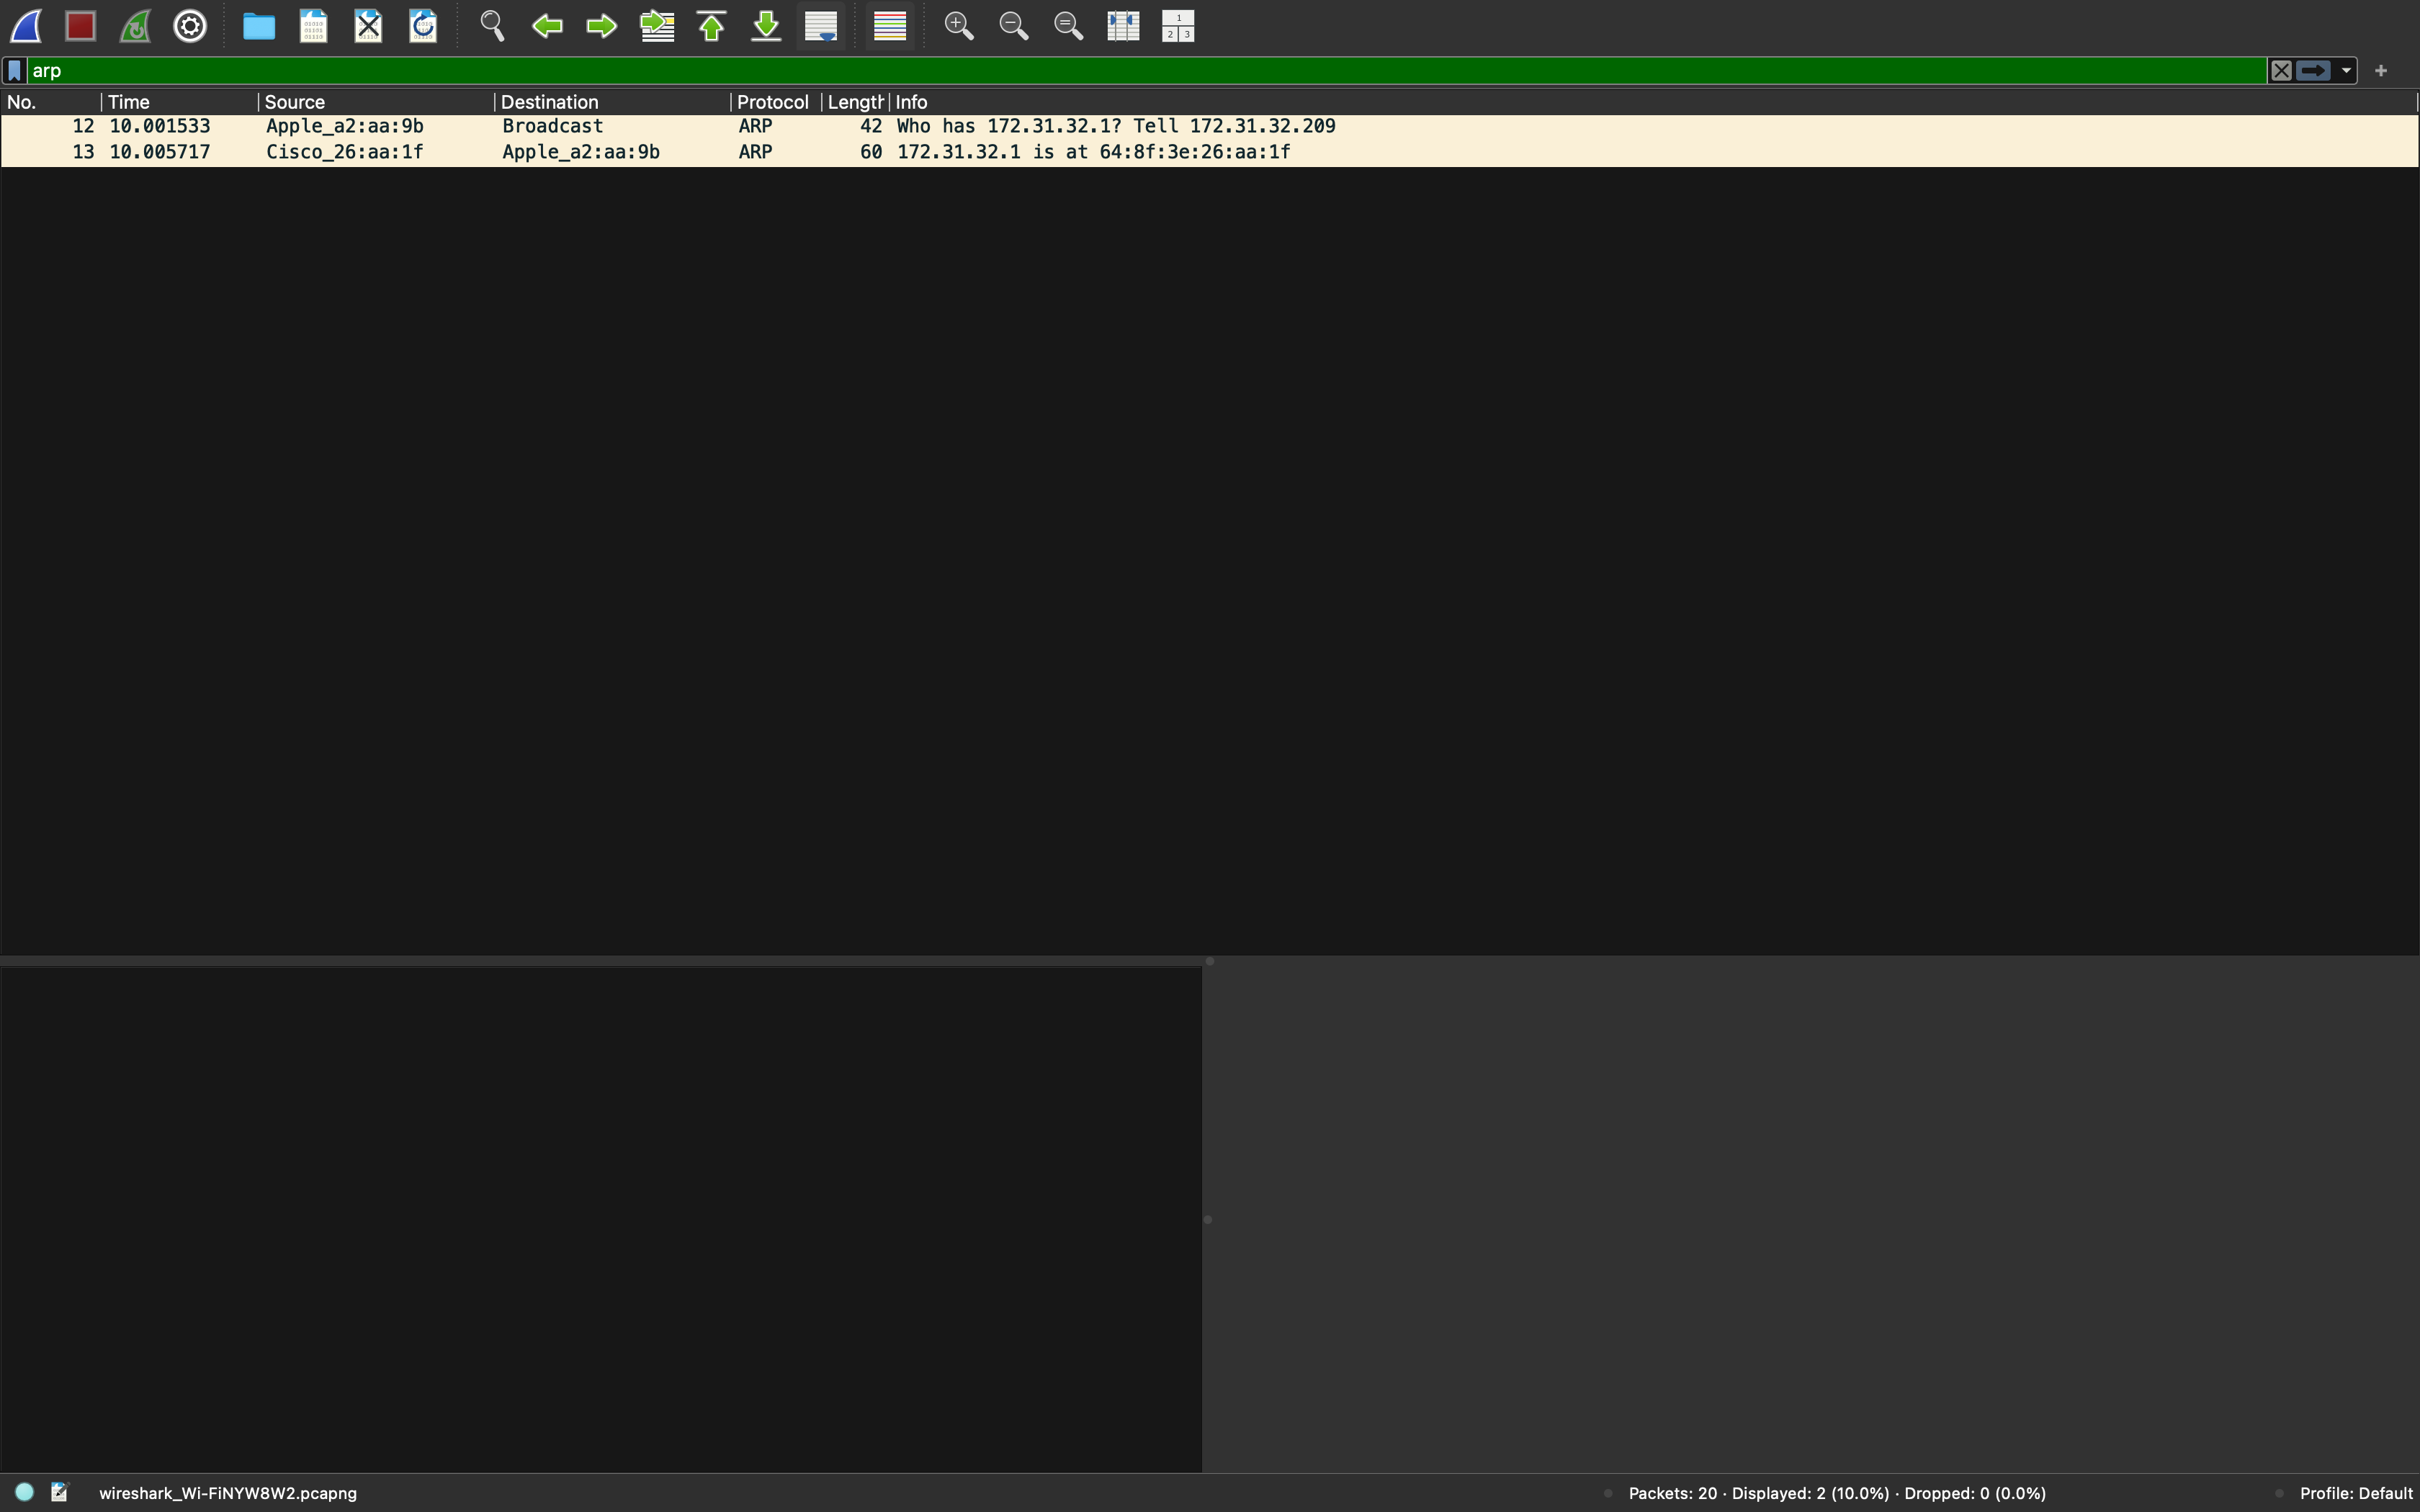 arp
No. Time Source Destination Protocol Length Info
12 10.001533 Apple_a2:aa:9b Broadcast ARP 42 Who has 172.31.32.1? Tell 172.31.32.209
13 10.005717 Cisco_26:aa:1f Apple_a2:aa:9b ARP 60 172.31.32.1 is at 64:8f:3e:26:aa:1f
wireshark_Wi-FiNYW8W2.pcapng Packets: 20 · Displayed: 2 (10.0%) · Dropped: 0 (0.0%) Profile: Default